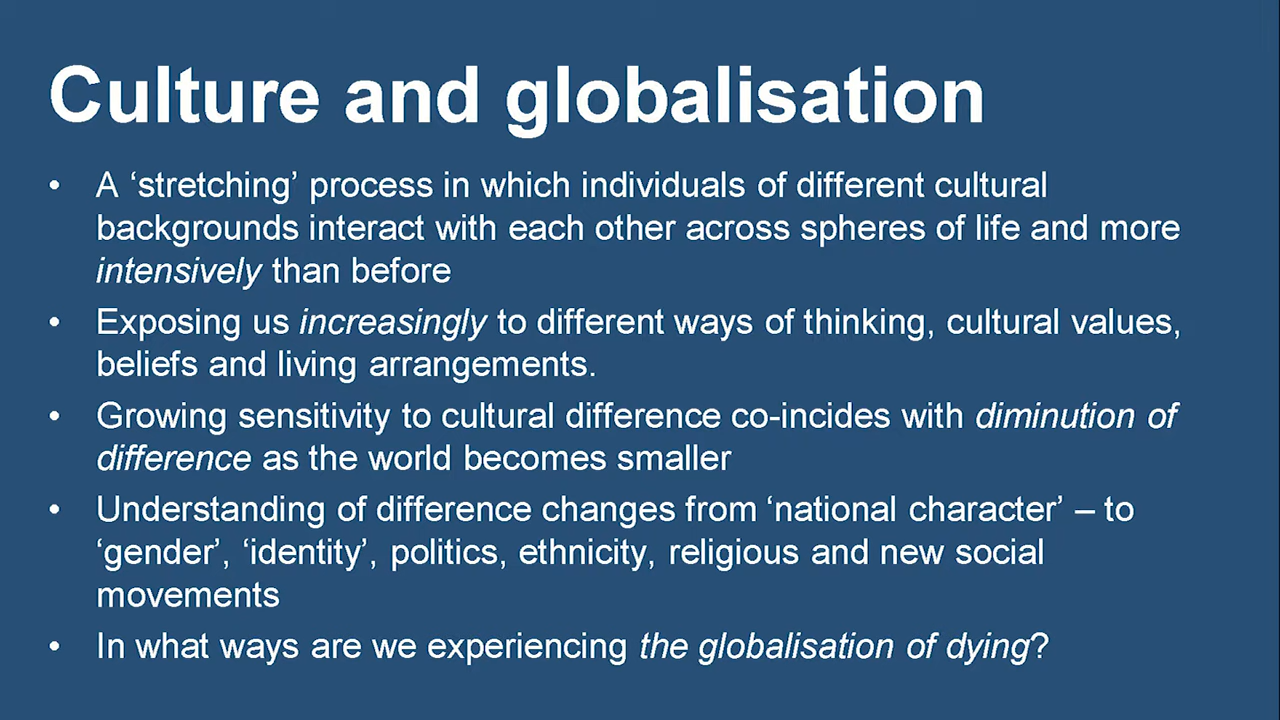 Culture and globalisation
• A ‘stretching’ process in which individuals of different cultural
backgrounds interact with each other across spheres of life and more
intensively than before
• Exposing us increasingly to different ways of thinking, cultural values,
beliefs and living arrangements.
• Growing sensitivity to cultural difference co-incides with diminution of
difference as the world becomes smaller
• Understanding of difference changes from ‘national character’ – to
‘gender’, ‘identity’, politics, ethnicity, religious and new social
movements
• In what ways are we experiencing the globalisation of dying?